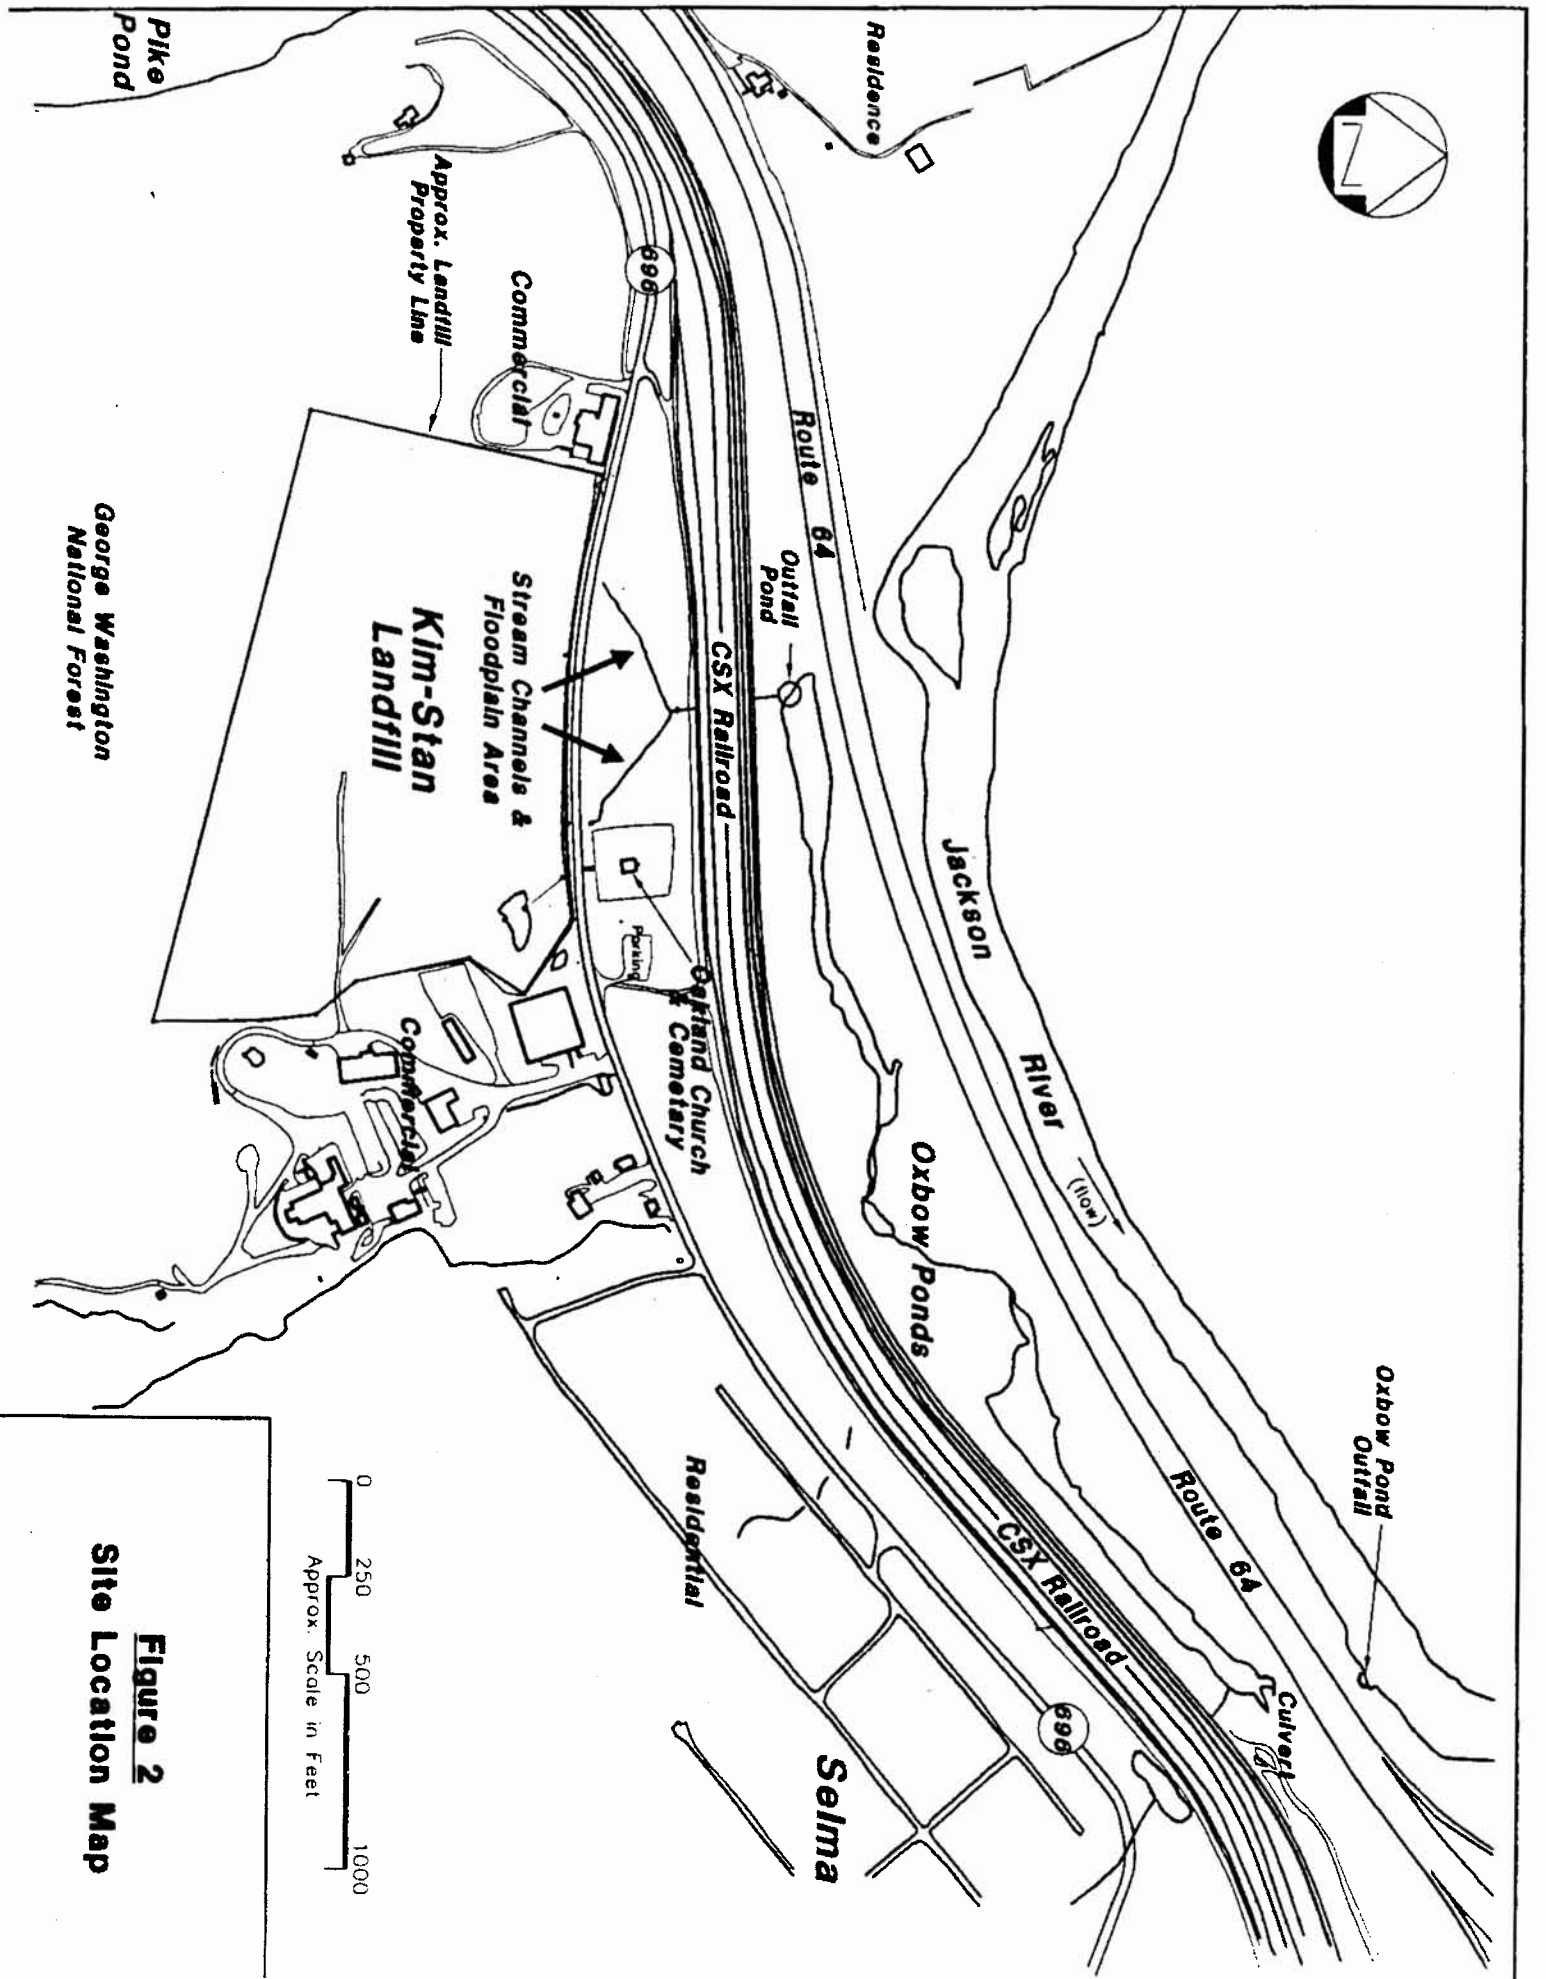 Residence
N
Pike
Pond
Approx. Landfill
Property Line
696
Commercial
Route 64
Outfall
Pond
Stream Channels &
Floodplain Area
Kim-Stan
Landfill
George Washington
National Forest
CSX Railroad
Jackson River
(flow)
Parking
Oakland Church
& Cemetary
Commercial
Oxbow Ponds
Oxbow Pond
Outfall
Route 64
CSX Railroad
Residential
696
Culvert
Selma
0 250 500 1000
Approx. Scale in Feet
Figure 2
Site Location Map